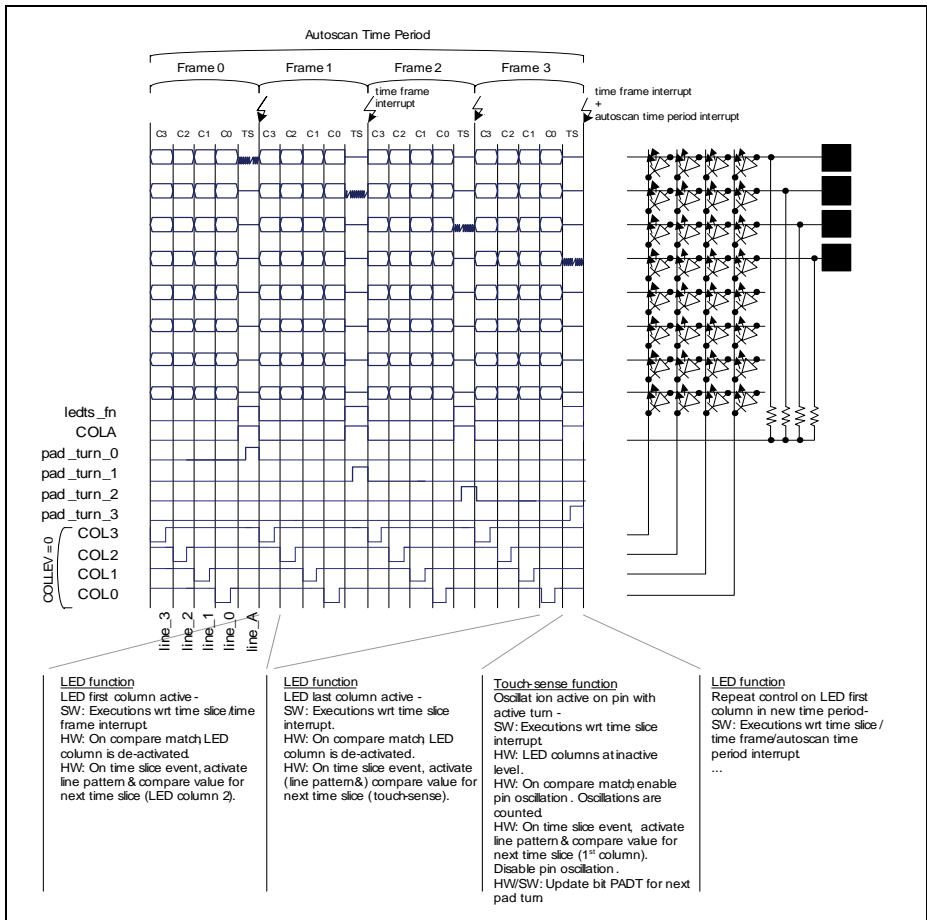 Autoscan Time Period
Frame 0 Frame 1 Frame 2 Frame 3
time frame
interrupt
time frame interrupt
+
autoscan time period interrupt
C3 C2 C1 C0 TS C3 C2 C1 C0 TS C3 C2 C1 C0 TS C3 C2 C1 C0 TS
ledts_fn
COLA
pad_turn_0
pad_turn_1
pad_turn_2
pad_turn_3
COLLEV = 0
COL3
COL2
COL1
COL0
line_3
line_2
line_1
line_0
line_A
LED function
LED first column active -
SW: Executions wrt time slice/time
frame interrupt.
HW: On compare match, LED
column is de-activated.
HW: On time slice event, activate
line pattern & compare value for
next time slice (LED column 2).
LED function
LED last column active -
SW: Executions wrt time slice
interrupt.
HW: On compare match, LED
column is de-activated.
HW: On time slice event, activate
(line pattern &) compare value for
next time slice (touch-sense).
Touch-sense function
Oscillation active on pin with
active turn -
SW: Executions wrt time slice
interrupt.
HW: LED columns at inactive
level.
HW: On compare match, enable
pin oscillation. Oscillations are
counted.
HW: On time slice event, activate
line pattern & compare value for
next time slice (1st column).
Disable pin oscillation.
HW/SW: Update bit PADT for next
pad turn
LED function
Repeat control on LED first
column in new time period-
SW: Executions wrt time slice /
time frame/autoscan time
period interrupt.
...